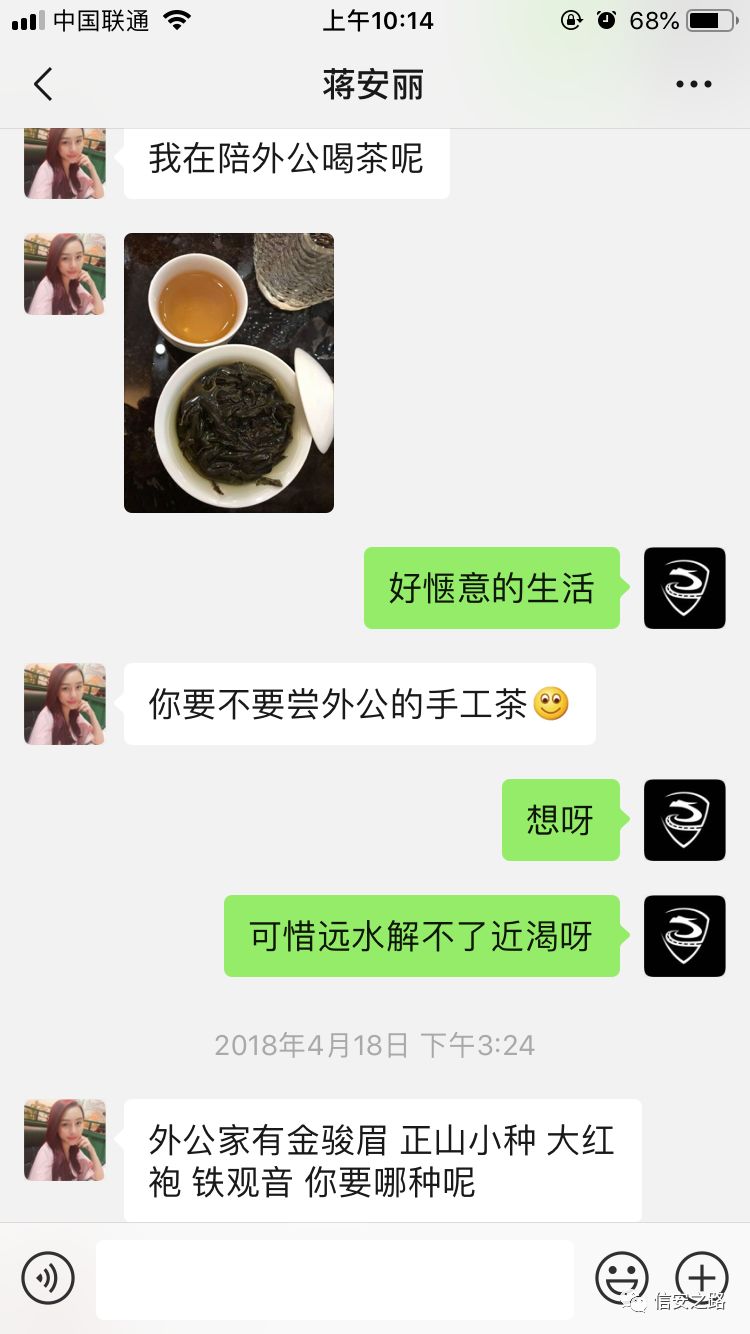 中国联通 上午10:14 68%
蒋安丽
我在陪外公喝茶呢
好惬意的生活
你要不要尝外公的手工茶
想呀
可惜远水解不了近渴呀
2018年4月18日 下午3:24
外公家有金骏眉 正山小种 大红
袍 铁观音 你要哪种呢
信安之路